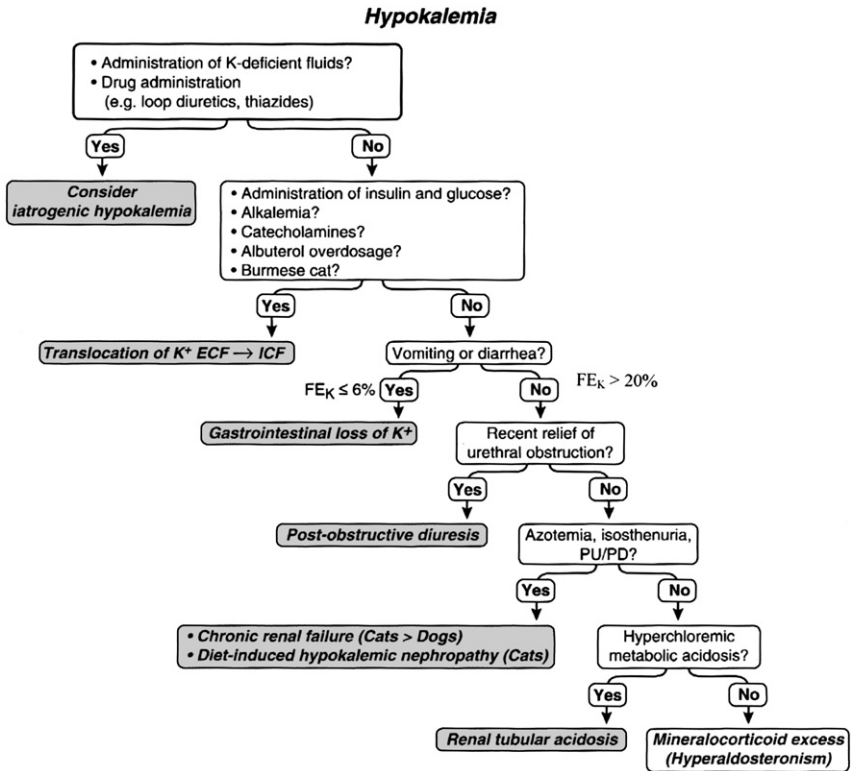 Hypokalemia
• Administration of K-deficient fluids?
• Drug administration
(e.g. loop diuretics, thiazides)
Yes
No
Consider
iatrogenic hypokalemia
• Administration of insulin and glucose?
• Alkalemia?
• Catecholamines?
• Albuterol overdosage?
• Burmese cat?
Yes
No
Translocation of K⁺ ECF → ICF
Vomiting or diarrhea?
FEK ≤ 6%
Yes
No
FEK > 20%
Gastrointestinal loss of K⁺
Recent relief of
urethral obstruction?
Yes
No
Post-obstructive diuresis
Azotemia, isosthenuria,
PU/PD?
Yes
No
• Chronic renal failure (Cats > Dogs)
• Diet-induced hypokalemic nephropathy (Cats)
Hyperchloremic
metabolic acidosis?
Yes
No
Renal tubular acidosis
Mineralocorticoid excess
(Hyperaldosteronism)